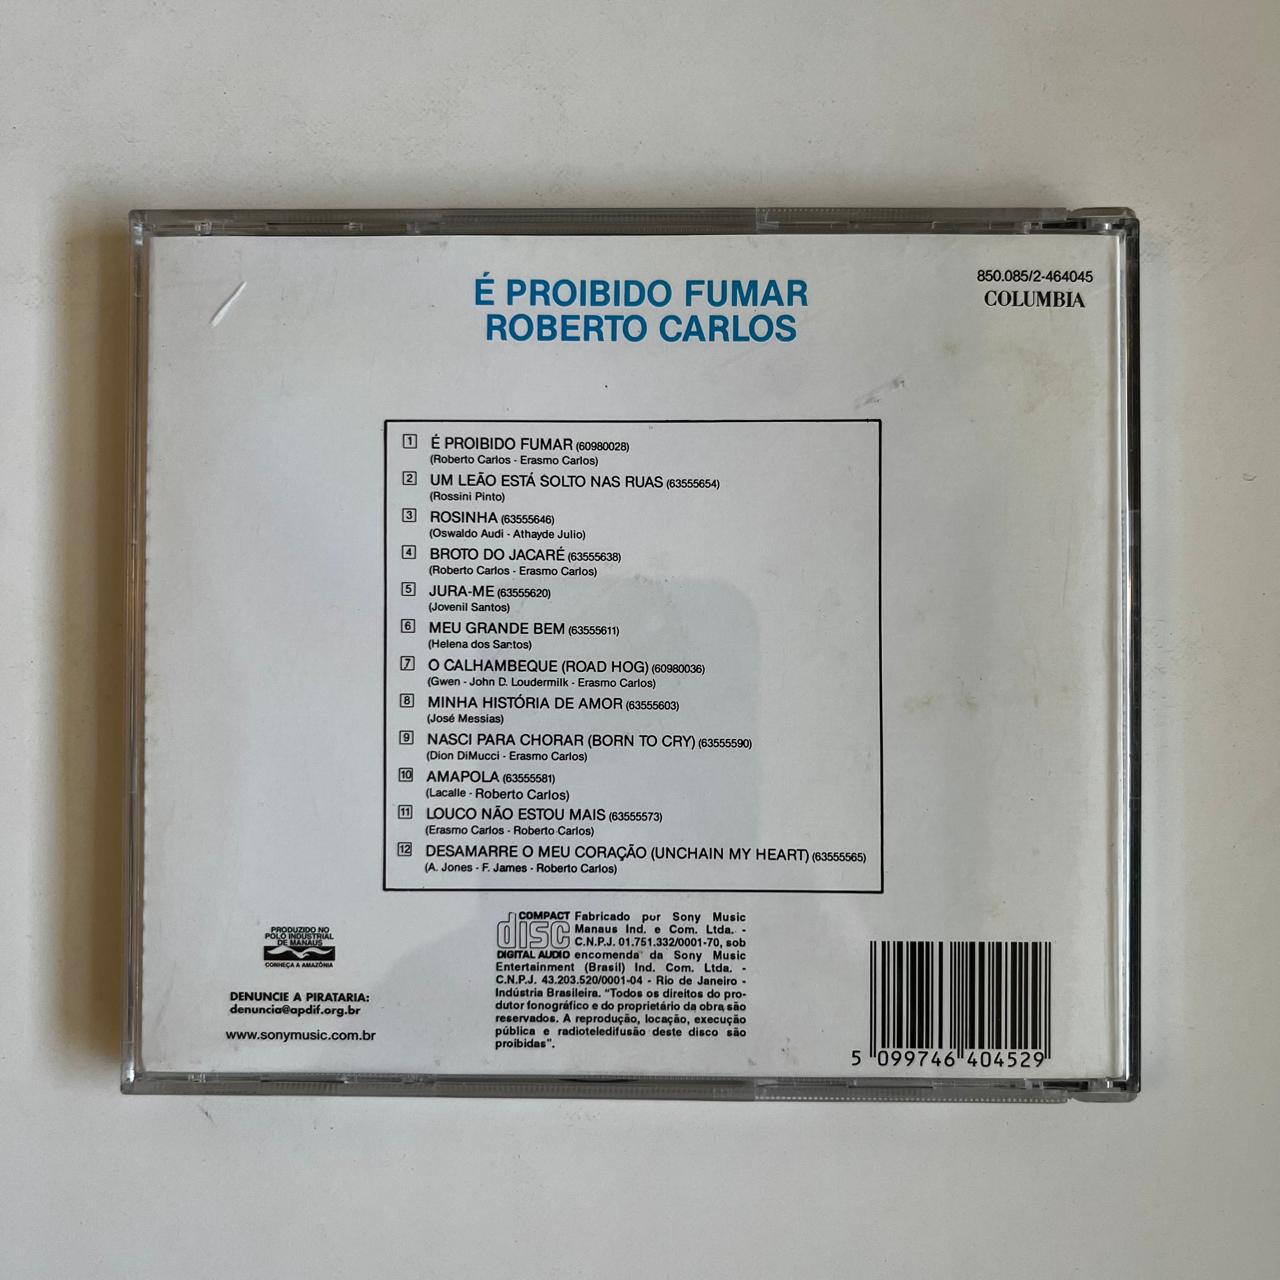 É PROIBIDO FUMAR
ROBERTO CARLOS
850.085/2-464045
COLUMBIA
1 É PROIBIDO FUMAR (60980028)
(Roberto Carlos - Erasmo Carlos)
2 UM LEÃO ESTÁ SOLTO NAS RUAS (63555654)
(Rossini Pinto)
3 ROSINHA (63555646)
(Oswaldo Audi - Athayde Julio)
4 BROTO DO JACARÉ (63555638)
(Roberto Carlos - Erasmo Carlos)
5 JURA-ME (63555620)
(Jovenil Santos)
6 MEU GRANDE BEM (63555611)
(Helena dos Santos)
7 O CALHAMBEQUE (ROAD HOG) (60980036)
(Gwen - John D. Loudermilk - Erasmo Carlos)
8 MINHA HISTÓRIA DE AMOR (63555603)
(José Messias)
9 NASCI PARA CHORAR (BORN TO CRY) (63555590)
(Dion DiMucci - Erasmo Carlos)
10 AMAPOLA (63555581)
(Lacalle - Roberto Carlos)
11 LOUCO NÃO ESTOU MAIS (63555573)
(Erasmo Carlos - Roberto Carlos)
12 DESAMARRE O MEU CORAÇÃO (UNCHAIN MY HEART) (63555565)
(A. Jones - F. James - Roberto Carlos)
PRODUZIDO NO
POLO INDUSTRIAL
DE MANAUS
CONHEÇA A AMAZÔNIA
DENUNCIE A PIRATARIA:
denuncia@apdif.org.br
www.sonymusic.com.br
COMPACT
disc
DIGITAL AUDIO
Fabricado por Sony Music
Manaus Ind. e Com. Ltda. -
C.N.P.J. 01.751.332/0001-70, sob
encomenda da Sony Music
Entertainment (Brasil) Ind. Com. Ltda. -
C.N.P.J. 43.203.520/0001-04 - Rio de Janeiro -
Indústria Brasileira. "Todos os direitos do pro-
dutor fonográfico e do proprietário da obra são
reservados. A reprodução, locação, execução
pública e radioteledifusão deste disco são
proibidas".
5 099746 404529